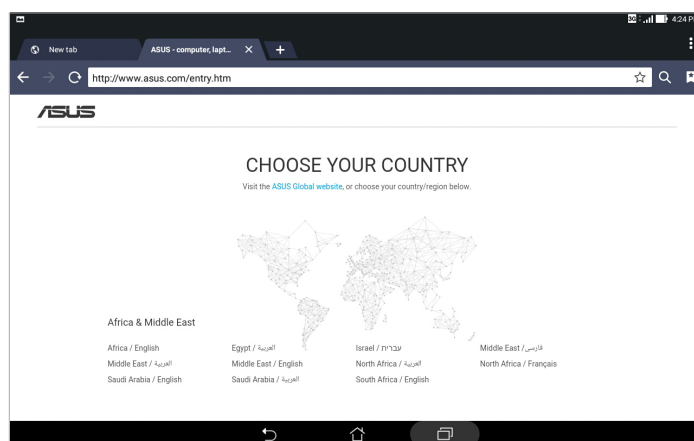 3G 4:24 P
New tab
ASUS - computer, lapt...
http://www.asus.com/entry.htm
ASUS
CHOOSE YOUR COUNTRY
Visit the ASUS Global website, or choose your country/region below.
Africa & Middle East
Africa / English Egypt / العربية Israel / עברית Middle East / فارسی
Middle East / العربية Middle East / English North Africa / العربية North Africa / Français
Saudi Arabia / English Saudi Arabia / العربية South Africa / English